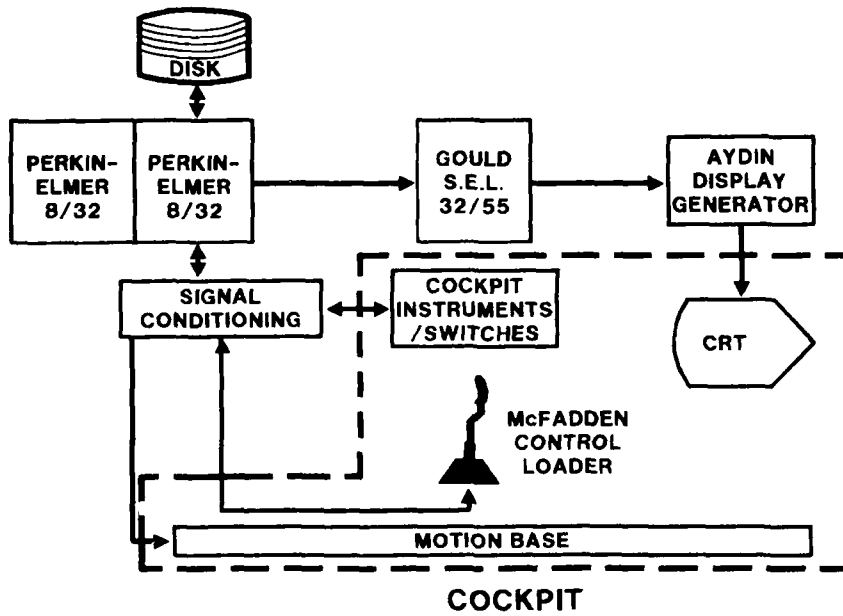 DISK
PERKIN-
ELMER
8/32
PERKIN-
ELMER
8/32
GOULD
S.E.L.
32/55
AYDIN
DISPLAY
GENERATOR
SIGNAL
CONDITIONING
COCKPIT
INSTRUMENTS
/SWITCHES
CRT
McFADDEN
CONTROL
LOADER
MOTION BASE
COCKPIT